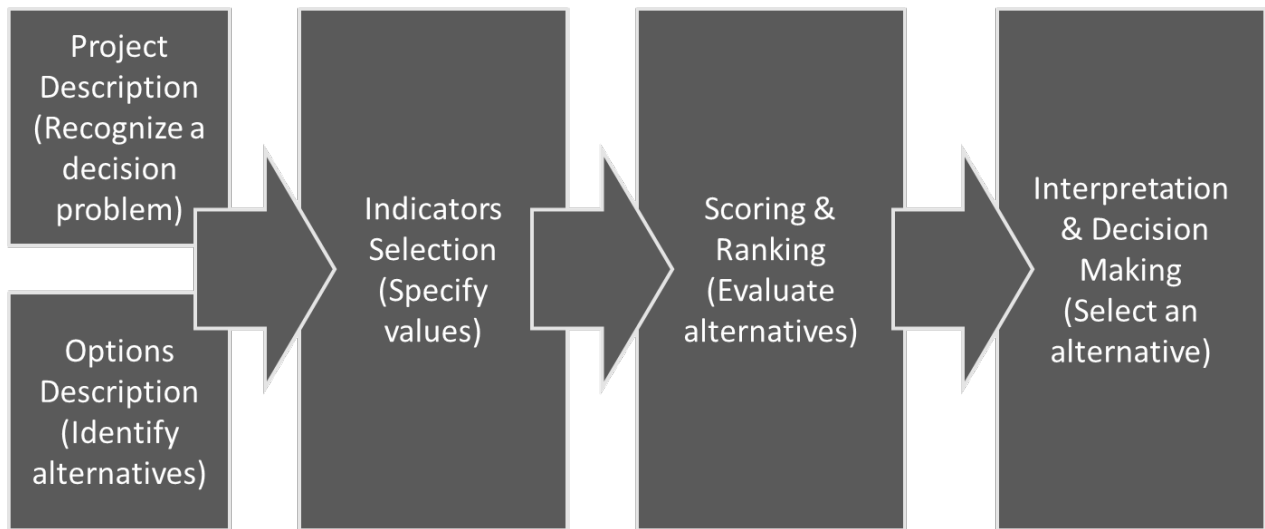 Project
Description
(Recognize a
decision
problem)
Options
Description
(Identify
alternatives)
Indicators
Selection
(Specify
values)
Scoring &
Ranking
(Evaluate
alternatives)
Interpretation
& Decision
Making
(Select an
alternative)